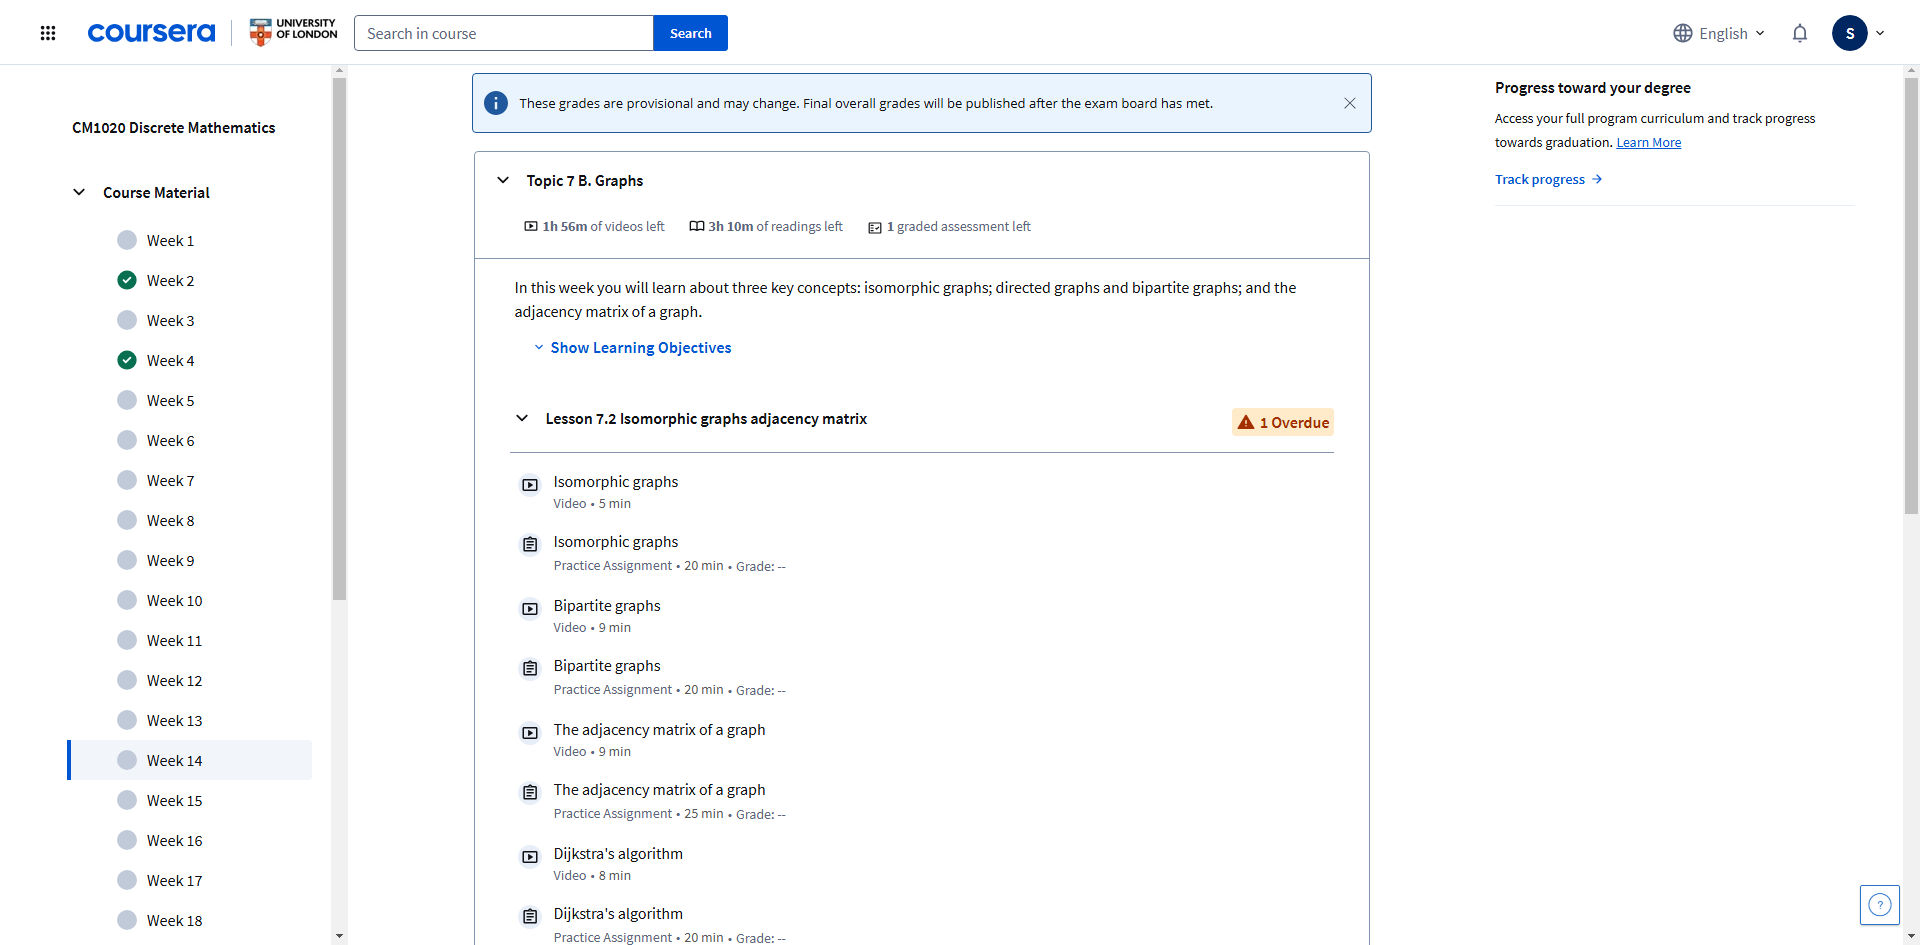 coursera
UNIVERSITY
OF LONDON
Search in course
Search
English
S
CM1020 Discrete Mathematics
Course Material
Week 1
Week 2
Week 3
Week 4
Week 5
Week 6
Week 7
Week 8
Week 9
Week 10
Week 11
Week 12
Week 13
Week 14
Week 15
Week 16
Week 17
Week 18
These grades are provisional and may change. Final overall grades will be published after the exam board has met.
Topic 7 B. Graphs
1h 56m of videos left
3h 10m of readings left
1 graded assessment left
In this week you will learn about three key concepts: isomorphic graphs; directed graphs and bipartite graphs; and the
adjacency matrix of a graph.
Show Learning Objectives
Lesson 7.2 Isomorphic graphs adjacency matrix
1 Overdue
Isomorphic graphs
Video • 5 min
Isomorphic graphs
Practice Assignment • 20 min • Grade: --
Bipartite graphs
Video • 9 min
Bipartite graphs
Practice Assignment • 20 min • Grade: --
The adjacency matrix of a graph
Video • 9 min
The adjacency matrix of a graph
Practice Assignment • 25 min • Grade: --
Dijkstra's algorithm
Video • 8 min
Dijkstra's algorithm
Practice Assignment • 20 min • Grade: --
Progress toward your degree
Access your full program curriculum and track progress
towards graduation. Learn More
Track progress →
?